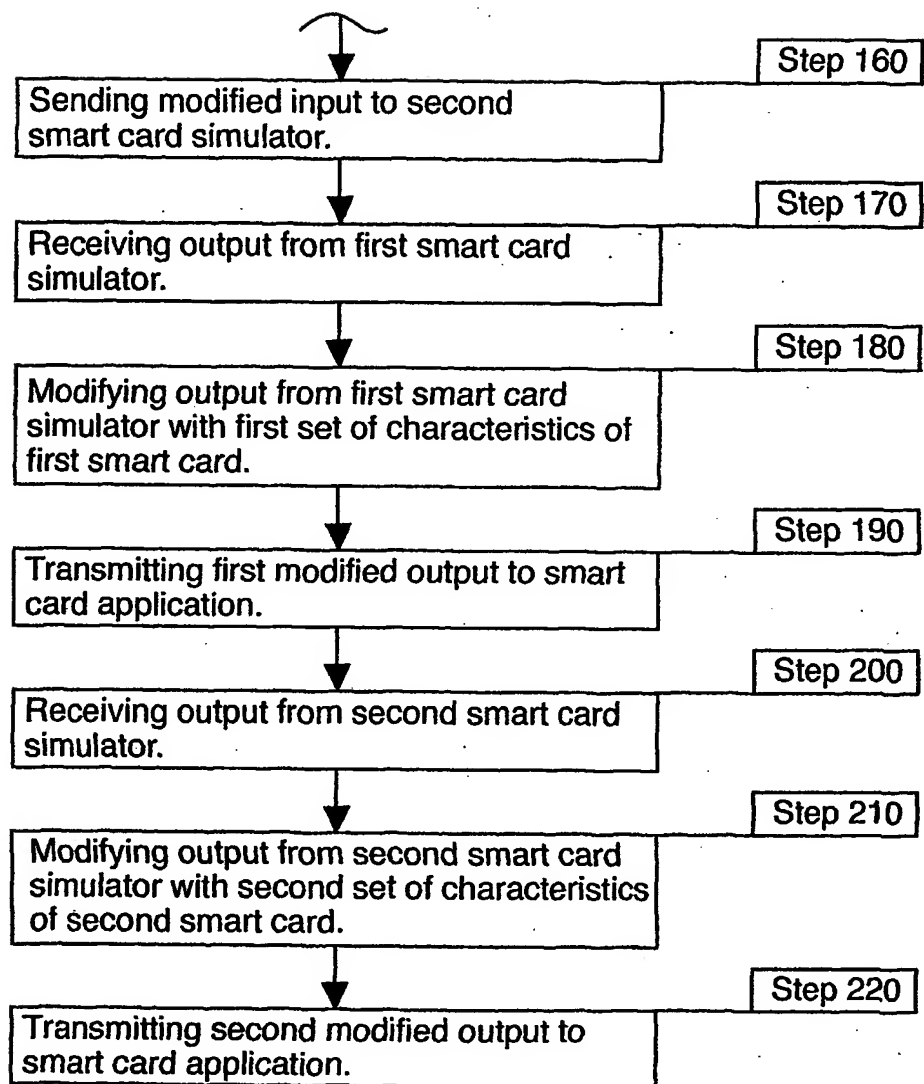 Step 160
Sending modified input to second
smart card simulator.
Step 170
Receiving output from first smart card
simulator.
Step 180
Modifying output from first smart card
simulator with first set of characteristics of
first smart card.
Step 190
Transmitting first modified output to smart
card application.
Step 200
Receiving output from second smart card
simulator.
Step 210
Modifying output from second smart card
simulator with second set of characteristics
of second smart card.
Step 220
Transmitting second modified output to
smart card application.